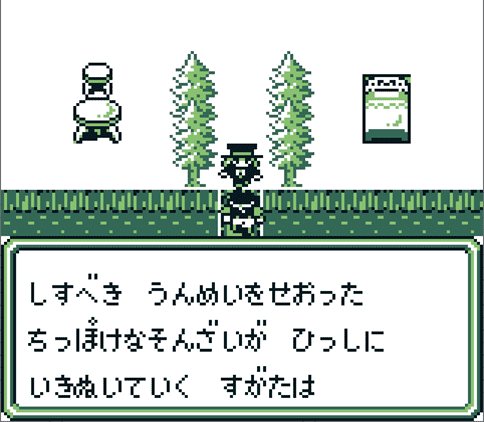 しすべき　うんめいをせおった
ちっぽけなそんざいが　ひっしに
いきぬいていく　すがたは